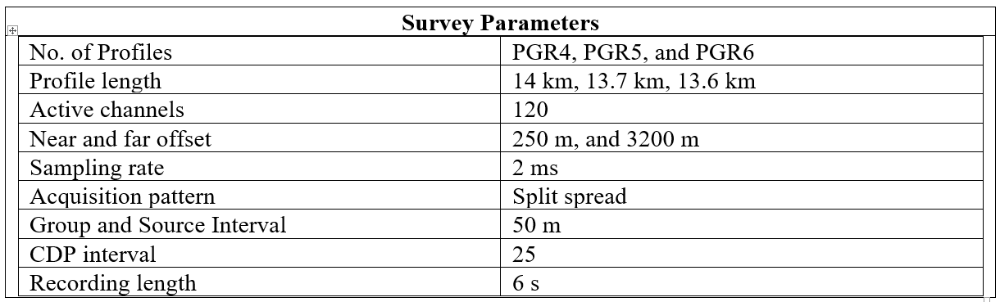 Survey Parameters
No. of Profiles PGR4, PGR5, and PGR6
Profile length 14 km, 13.7 km, 13.6 km
Active channels 120
Near and far offset 250 m, and 3200 m
Sampling rate 2 ms
Acquisition pattern Split spread
Group and Source Interval 50 m
CDP interval 25
Recording length 6 s